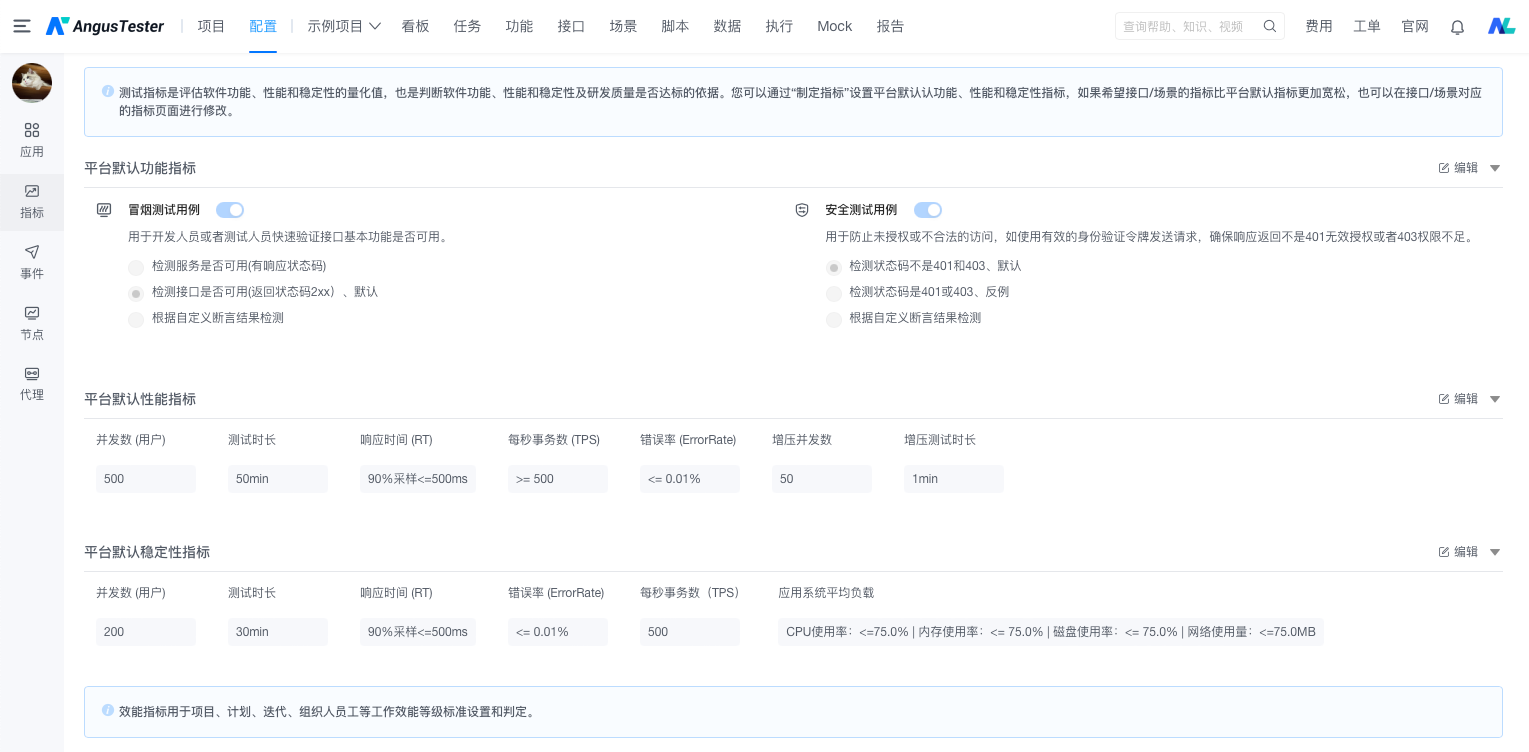 AngusTester 项目 配置 示例项目 看板 任务 功能 接口 场景 脚本 数据 执行 Mock 报告 查询帮助、知识、视频 费用 工单 官网
应用
指标
事件
节点
代理
测试指标是评估软件功能、性能和稳定性的量化值，也是判断软件功能、性能和稳定性及研发质量是否达标的依据。您可以通过“制定指标”设置平台默认认功能、性能和稳定性指标，如果希望接口/场景的指标比平台默认指标更加宽松，也可以在接口/场景对应
的指标页面进行修改。
平台默认功能指标 编辑
冒烟测试用例
用于开发人员或者测试人员快速验证接口基本功能是否可用。
检测服务是否可用(有响应状态码)
检测接口是否可用(返回状态码2xx）、默认
根据自定义断言结果检测
安全测试用例
用于防止未授权或不合法的访问，如使用有效的身份验证令牌发送请求，确保响应返回不是401无效授权或者403权限不足。
检测状态码不是401和403、默认
检测状态码是401或403、反例
根据自定义断言结果检测
平台默认性能指标 编辑
并发数 (用户) 测试时长 响应时间 (RT) 每秒事务数 (TPS) 错误率 (ErrorRate) 增压并发数 增压测试时长
500 50min 90%采样<=500ms >= 500 <= 0.01% 50 1min
平台默认稳定性指标 编辑
并发数 (用户) 测试时长 响应时间 (RT) 错误率 (ErrorRate) 每秒事务数（TPS） 应用系统平均负载
200 30min 90%采样<=500ms <= 0.01% 500 CPU使用率：<=75.0% | 内存使用率：<= 75.0% | 磁盘使用率：<= 75.0% | 网络使用量：<=75.0MB
效能指标用于项目、计划、迭代、组织人员工等工作效能等级标准设置和判定。